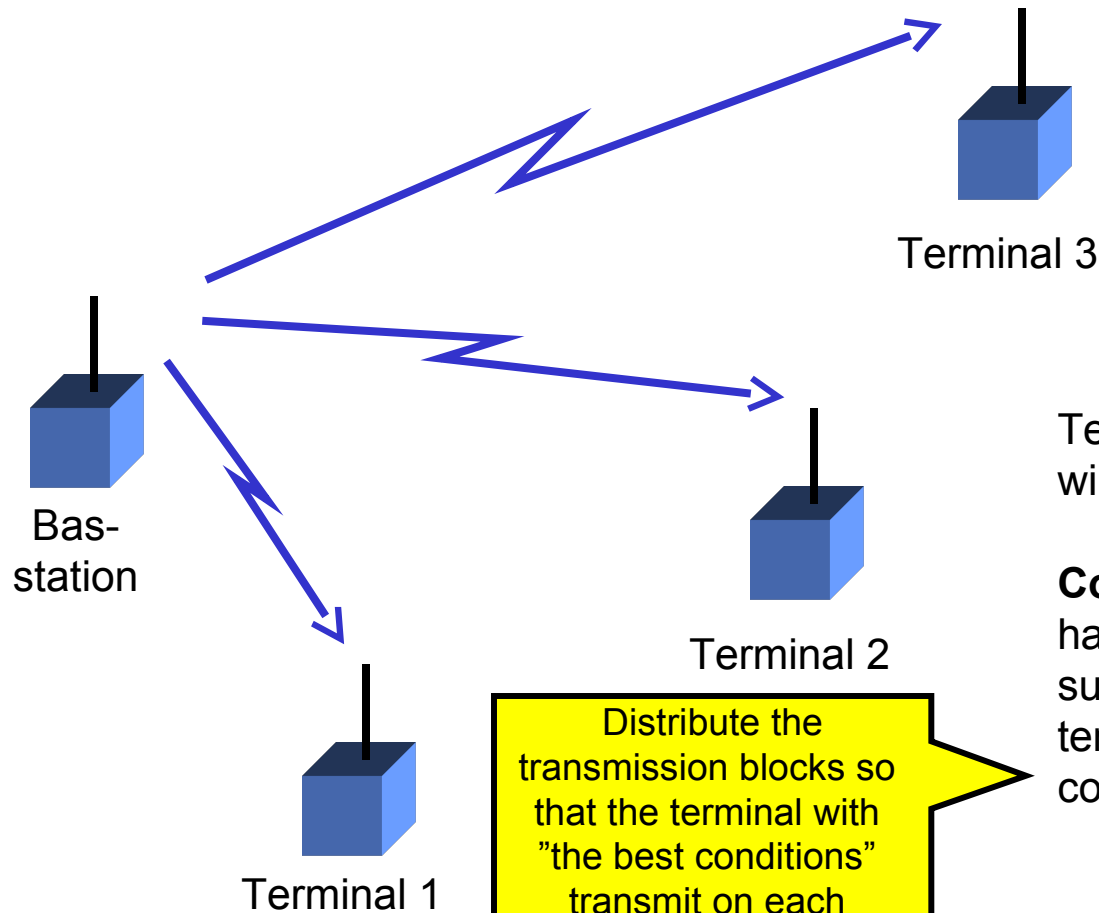 Terminal 3
Bas-
station
Terminal 2
Terminal 1
Distribute the
transmission blocks so
that the terminal with
”the best conditions”
transmit on each